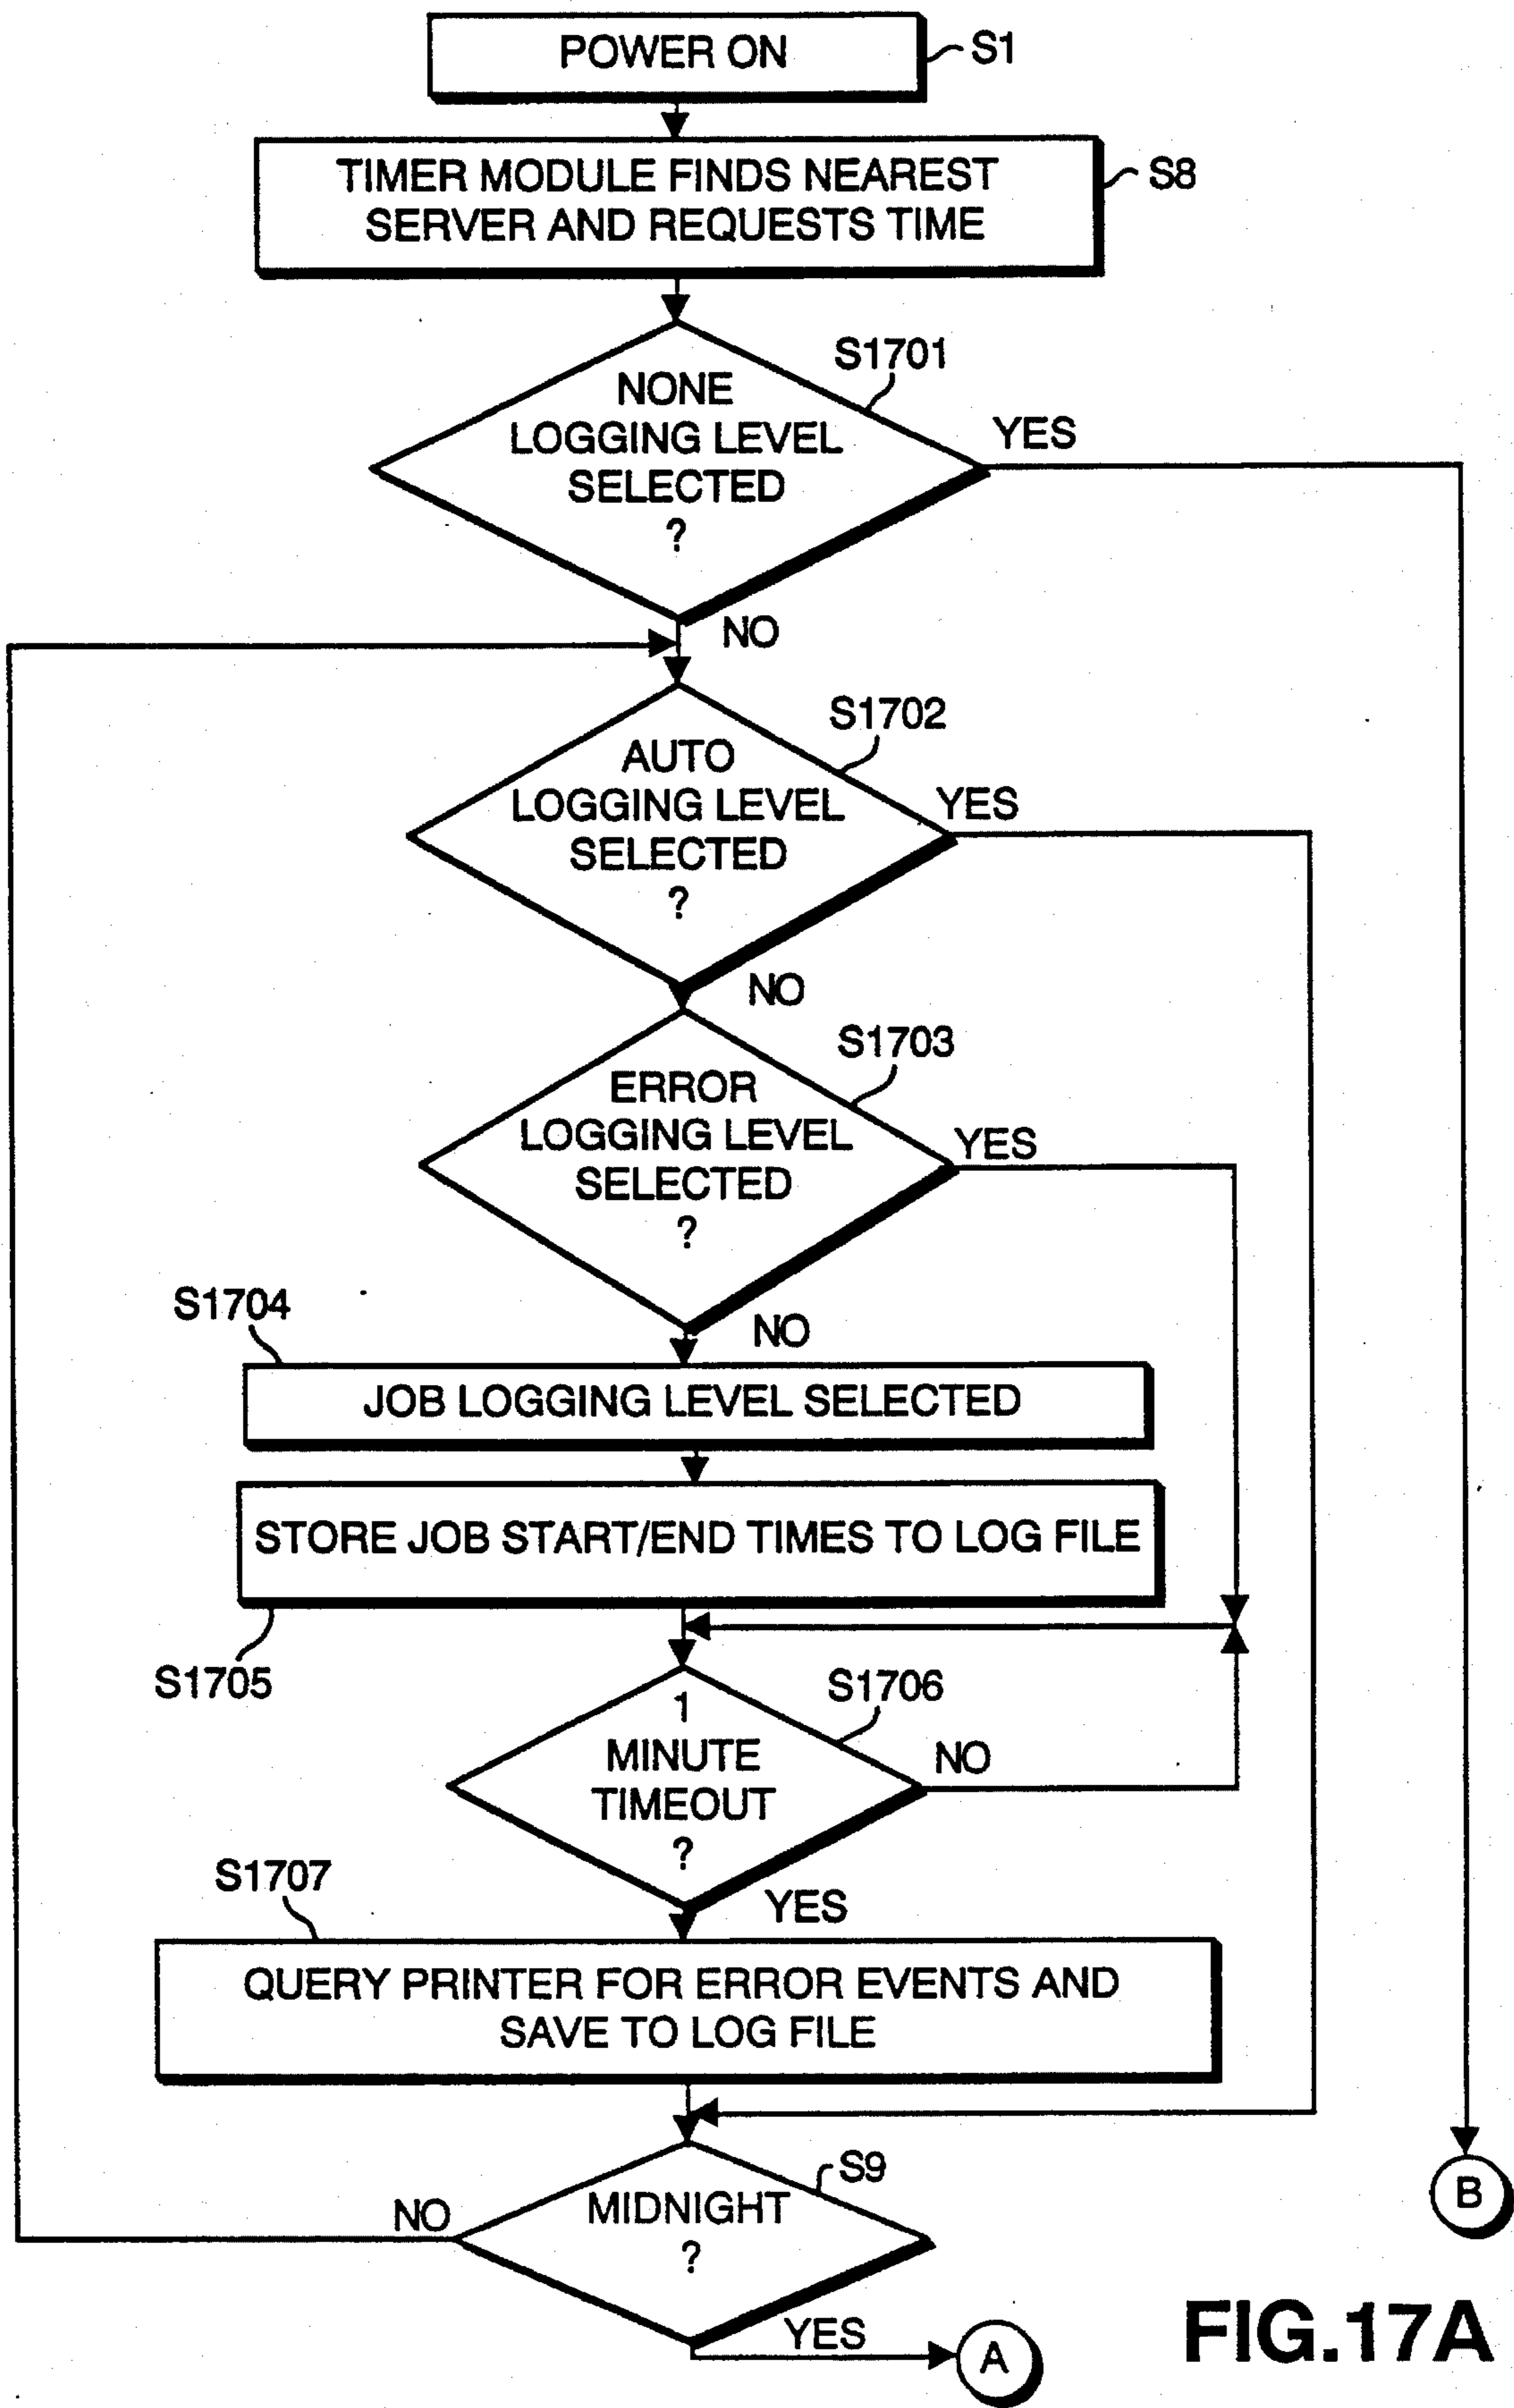 POWER ON
S1
TIMER MODULE FINDS NEAREST
SERVER AND REQUESTS TIME
S8
S1701
NONE
LOGGING LEVEL
SELECTED
?
YES
NO
S1702
AUTO
LOGGING LEVEL
SELECTED
?
YES
NO
S1703
ERROR
LOGGING LEVEL
SELECTED
?
YES
NO
S1704
JOB LOGGING LEVEL SELECTED
STORE JOB START/END TIMES TO LOG FILE
S1705
S1706
1
MINUTE
TIMEOUT
?
NO
YES
S1707
QUERY PRINTER FOR ERROR EVENTS AND
SAVE TO LOG FILE
S9
MIDNIGHT
?
NO
YES
A
B
FIG.17A